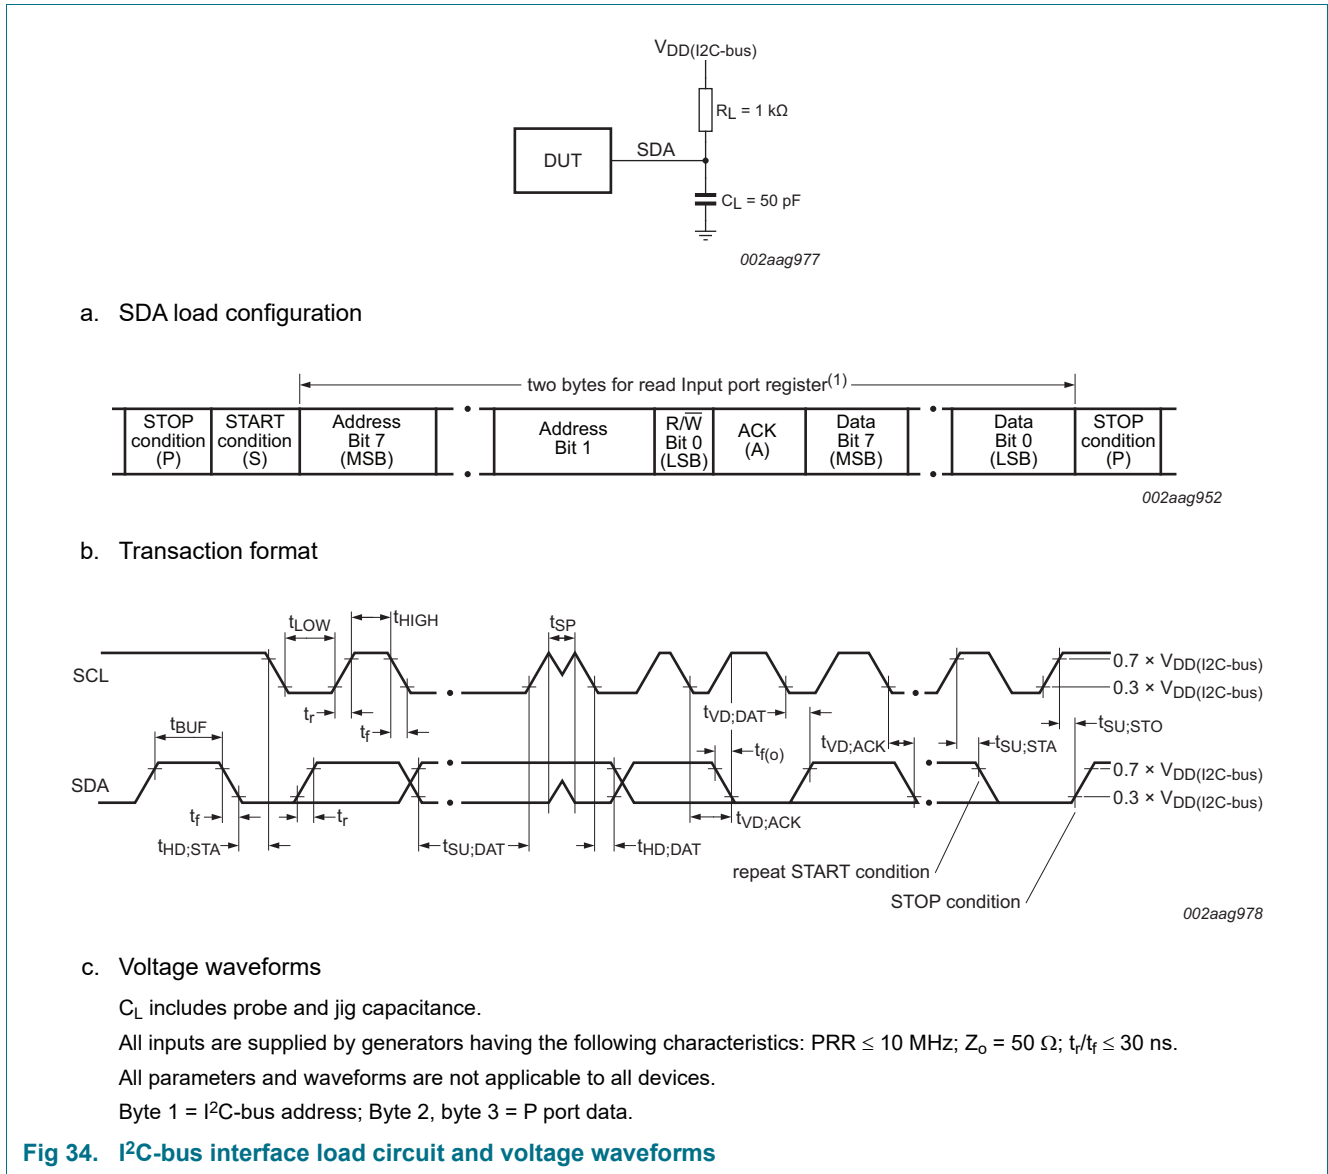 VDD(I2C-bus)
RL = 1 kΩ
DUT
SDA
CL = 50 pF
002aag977
a. SDA load configuration
two bytes for read Input port register(1)
STOP condition (P)
START condition (S)
Address Bit 7 (MSB)
Address Bit 1
R/W̅ Bit 0 (LSB)
ACK (A)
Data Bit 7 (MSB)
Data Bit 0 (LSB)
STOP condition (P)
002aag952
b. Transaction format
tLOW
tHIGH
tSP
SCL
0.7 × VDD(I2C-bus)
0.3 × VDD(I2C-bus)
tr
tf
tBUF
tVD;DAT
tf(o)
tVD;ACK
tSU;STA
tSU;STO
SDA
0.7 × VDD(I2C-bus)
0.3 × VDD(I2C-bus)
tf
tr
tHD;STA
tSU;DAT
tHD;DAT
tVD;ACK
repeat START condition
STOP condition
002aag978
c. Voltage waveforms
CL includes probe and jig capacitance.
All inputs are supplied by generators having the following characteristics: PRR ≤ 10 MHz; Zo = 50 Ω; tr/tf ≤ 30 ns.
All parameters and waveforms are not applicable to all devices.
Byte 1 = I²C-bus address; Byte 2, byte 3 = P port data.
Fig 34. I²C-bus interface load circuit and voltage waveforms